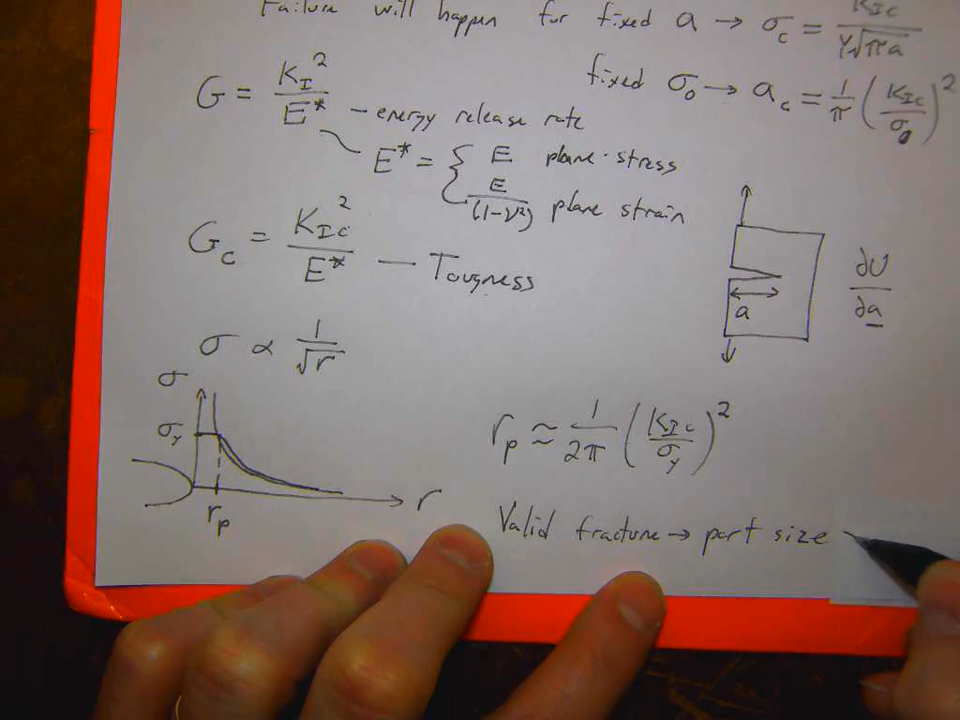 Failure will happen for fixed a → σc = KIc / Y√πa
fixed σ0 → ac = 1/π (KIc/σ0)²
G = KI²/E* – energy release rate
E* = { E plane stress
E/(1-ν²) plane strain
Gc = KIc²/E* — Tougness
a
∂U/∂a
σ ∝ 1/√r
σ
σy
rp
r
rp ≈ 1/2π (KIc/σy)²
Valid fracture → part size